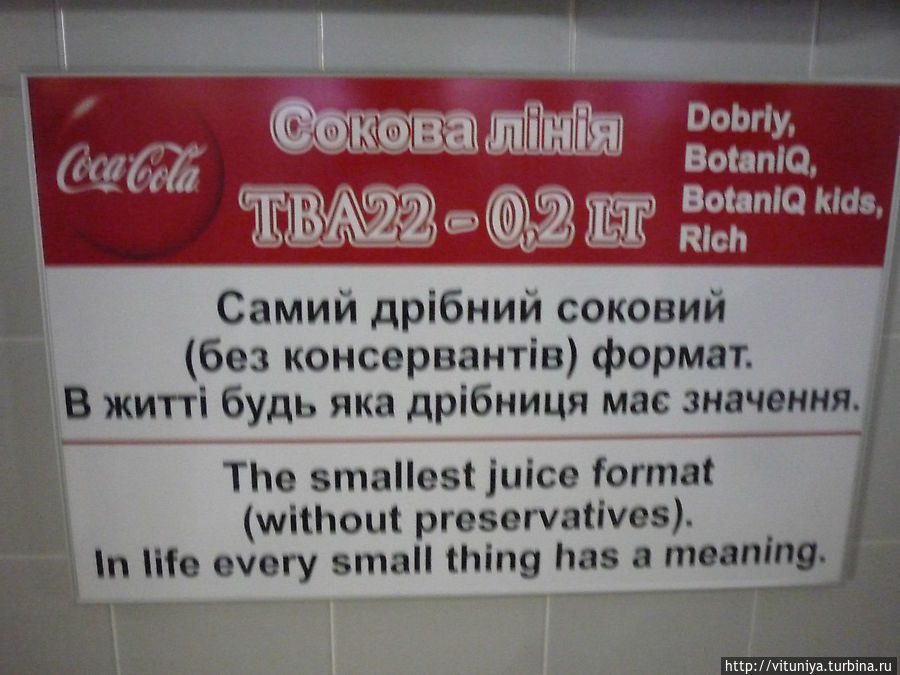 Coca-Cola
Сокова лінія
ТВА22 - 0,2 LT
Dobriy,
BotaniQ,
BotaniQ kids,
Rich
Самий дрібний соковий
(без консервантів) формат.
В житті будь яка дрібниця має значення.
The smallest juice format
(without preservatives).
In life every small thing has a meaning.
http://vituniya.turbina.ru